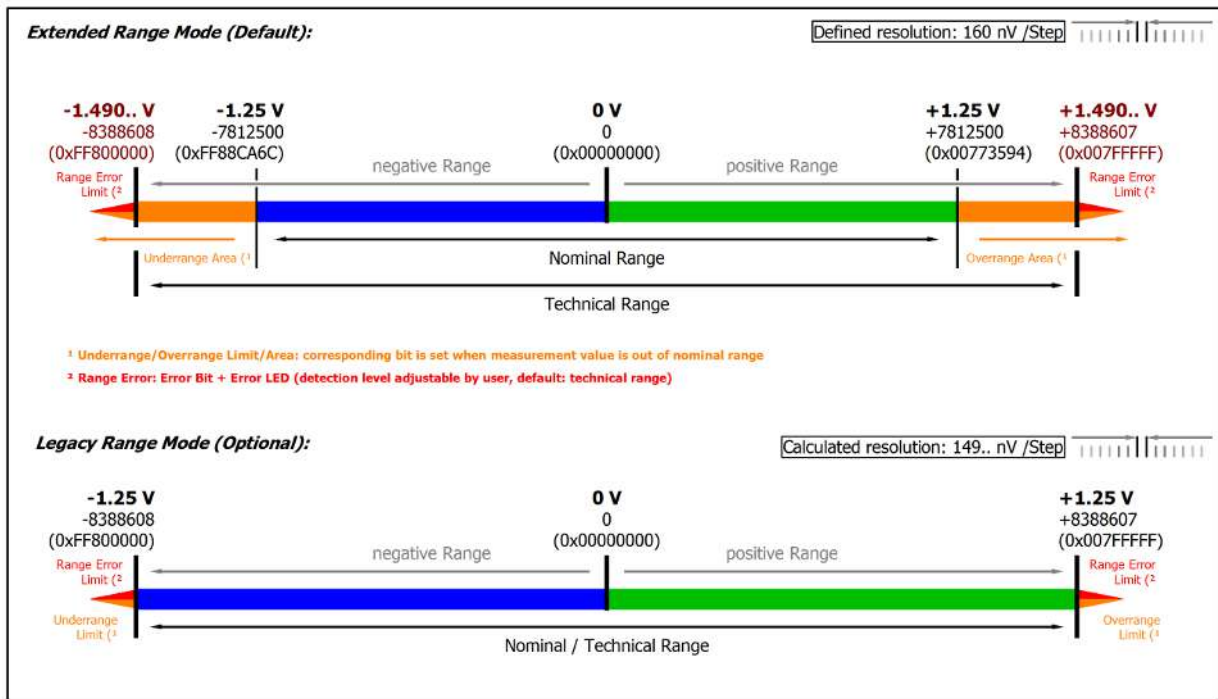 Extended Range Mode (Default):
Defined resolution: 160 nV /Step
-1.490.. V
-8388608
(0xFF800000)
-1.25 V
-7812500
(0xFF88CA6C)
0 V
0
(0x00000000)
+1.25 V
+7812500
(0x00773594)
+1.490.. V
+8388607
(0x007FFFFF)
Range Error
Limit (²
negative Range
positive Range
Range Error
Limit (²
Underrange Area (¹
Nominal Range
Overrange Area (¹
Technical Range
¹ Underrange/Overrange Limit/Area: corresponding bit is set when measurement value is out of nominal range
² Range Error: Error Bit + Error LED (detection level adjustable by user, default: technical range)
Legacy Range Mode (Optional):
Calculated resolution: 149.. nV /Step
-1.25 V
-8388608
(0xFF800000)
0 V
0
(0x00000000)
+1.25 V
+8388607
(0x007FFFFF)
Range Error
Limit (²
negative Range
positive Range
Range Error
Limit (²
Underrange
Limit (¹
Nominal / Technical Range
Overrange
Limit (¹